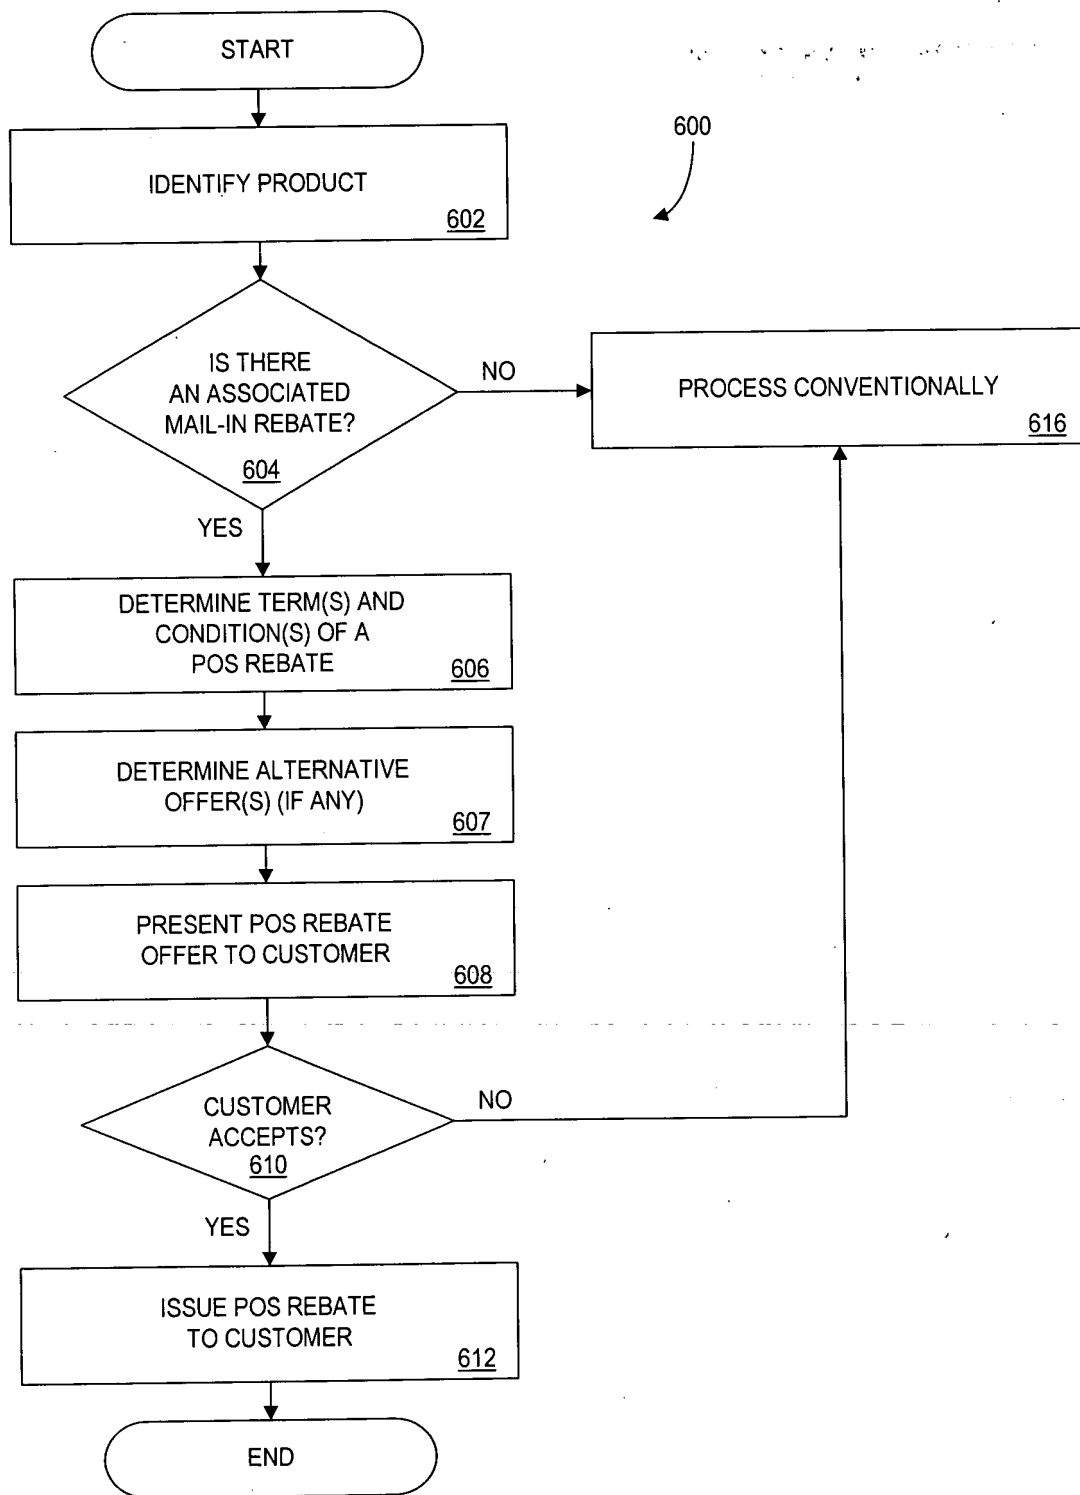 START
600
IDENTIFY PRODUCT
602
IS THERE
AN ASSOCIATED
MAIL-IN REBATE?
604
NO
PROCESS CONVENTIONALLY
616
YES
DETERMINE TERM(S) AND
CONDITION(S) OF A
POS REBATE
606
DETERMINE ALTERNATIVE
OFFER(S) (IF ANY)
607
PRESENT POS REBATE
OFFER TO CUSTOMER
608
CUSTOMER
ACCEPTS?
610
NO
YES
ISSUE POS REBATE
TO CUSTOMER
612
END